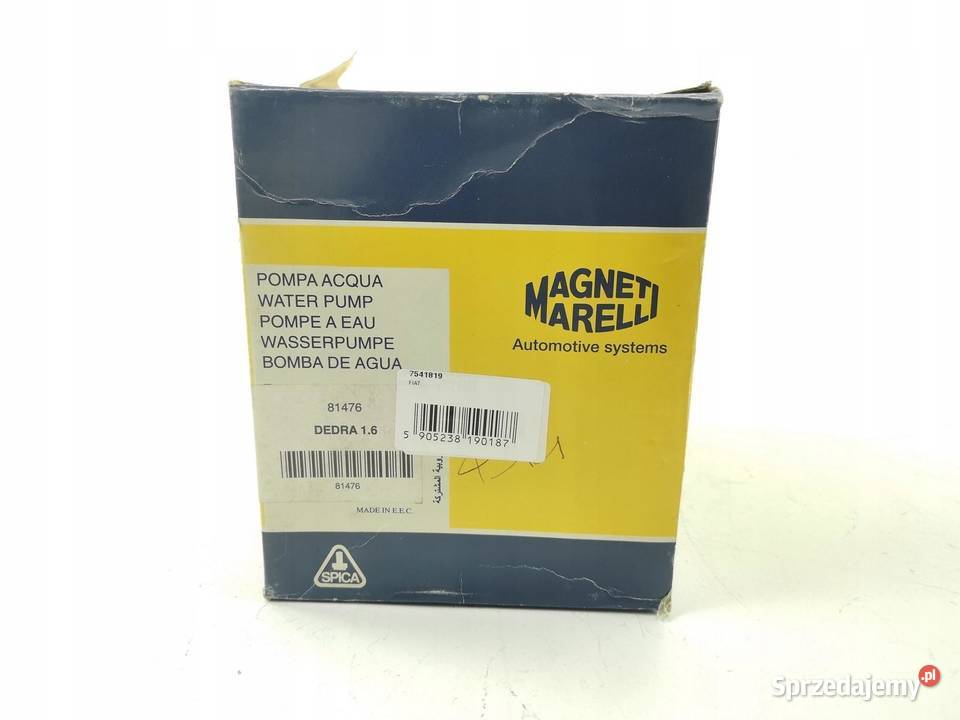 POMPA ACQUA
WATER PUMP
POMPE A EAU
WASSERPUMPE
BOMBA DE AGUA
MAGNETI
MARELLI
Automotive systems
7541819
FIAT
5 905238 190187
81476
DEDRA 1.6
81476
المشتركة
MADE IN E.E.C.
SPICA
Sprzedajemy.pl